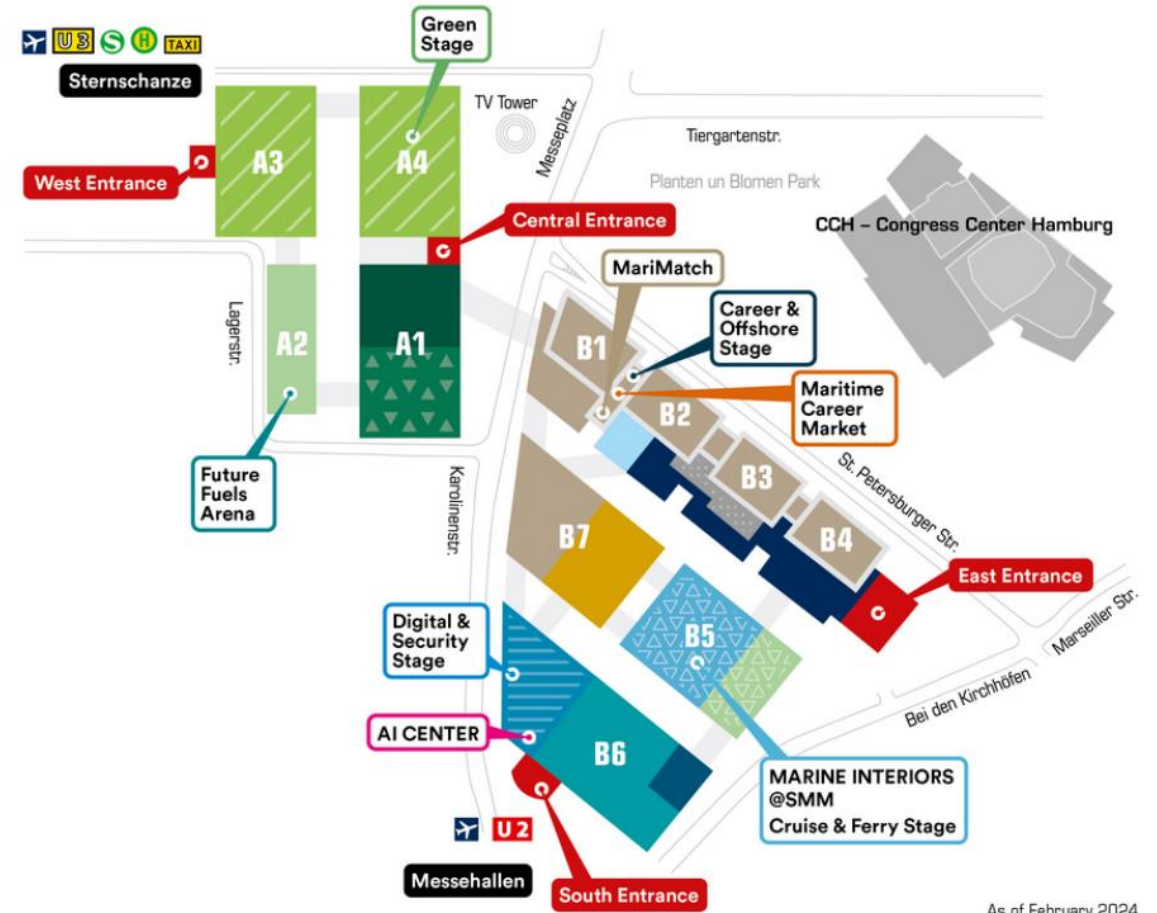 U3 S H TAXI
Sternschanze
Green
Stage
TV Tower
Messeplatz
Tiergartenstr.
Planten un Blomen Park
A3
A4
West Entrance
Central Entrance
CCH – Congress Center Hamburg
MariMatch
Career &
Offshore
Stage
Lagerstr.
A2
A1
B1
Maritime
Career
Market
B2
Future
Fuels
Arena
Karolinenstr.
B3
St. Petersburger Str.
B7
B4
East Entrance
Marseiller Str.
Digital &
Security
Stage
B5
Bei den Kirchhöfen
AI CENTER
B6
MARINE INTERIORS
@SMM
Cruise & Ferry Stage
U2
Messehallen
South Entrance
As of February 2024